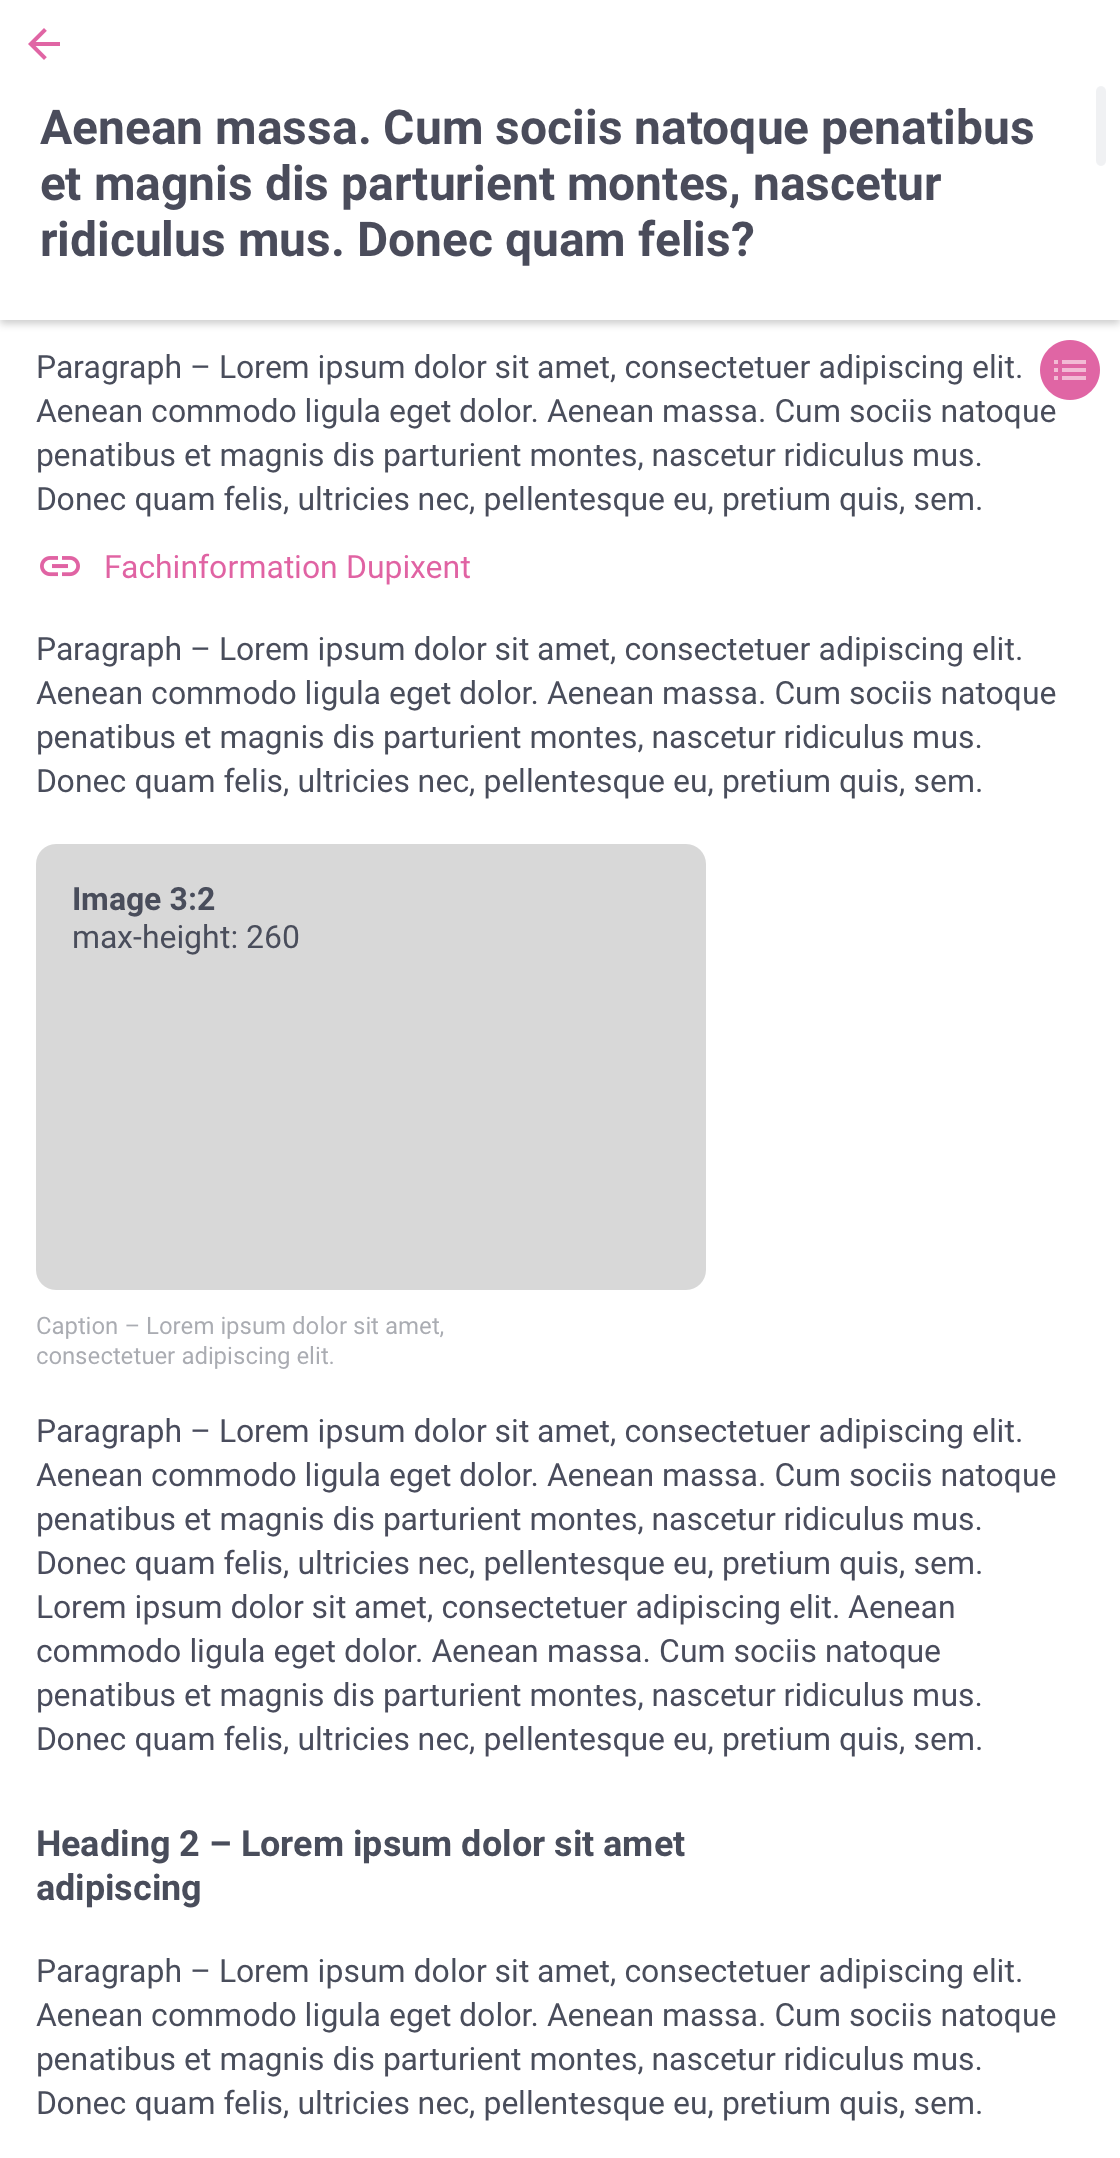 Aenean massa. Cum sociis natoque penatibus
et magnis dis parturient montes, nascetur
ridiculus mus. Donec quam felis?
Paragraph – Lorem ipsum dolor sit amet, consectetuer adipiscing elit.
Aenean commodo ligula eget dolor. Aenean massa. Cum sociis natoque
penatibus et magnis dis parturient montes, nascetur ridiculus mus.
Donec quam felis, ultricies nec, pellentesque eu, pretium quis, sem.
Fachinformation Dupixent
Paragraph – Lorem ipsum dolor sit amet, consectetuer adipiscing elit.
Aenean commodo ligula eget dolor. Aenean massa. Cum sociis natoque
penatibus et magnis dis parturient montes, nascetur ridiculus mus.
Donec quam felis, ultricies nec, pellentesque eu, pretium quis, sem.
Image 3:2
max-height: 260
Caption – Lorem ipsum dolor sit amet,
consectetuer adipiscing elit.
Paragraph – Lorem ipsum dolor sit amet, consectetuer adipiscing elit.
Aenean commodo ligula eget dolor. Aenean massa. Cum sociis natoque
penatibus et magnis dis parturient montes, nascetur ridiculus mus.
Donec quam felis, ultricies nec, pellentesque eu, pretium quis, sem.
Lorem ipsum dolor sit amet, consectetuer adipiscing elit. Aenean
commodo ligula eget dolor. Aenean massa. Cum sociis natoque
penatibus et magnis dis parturient montes, nascetur ridiculus mus.
Donec quam felis, ultricies nec, pellentesque eu, pretium quis, sem.
Heading 2 – Lorem ipsum dolor sit amet
adipiscing
Paragraph – Lorem ipsum dolor sit amet, consectetuer adipiscing elit.
Aenean commodo ligula eget dolor. Aenean massa. Cum sociis natoque
penatibus et magnis dis parturient montes, nascetur ridiculus mus.
Donec quam felis, ultricies nec, pellentesque eu, pretium quis, sem.